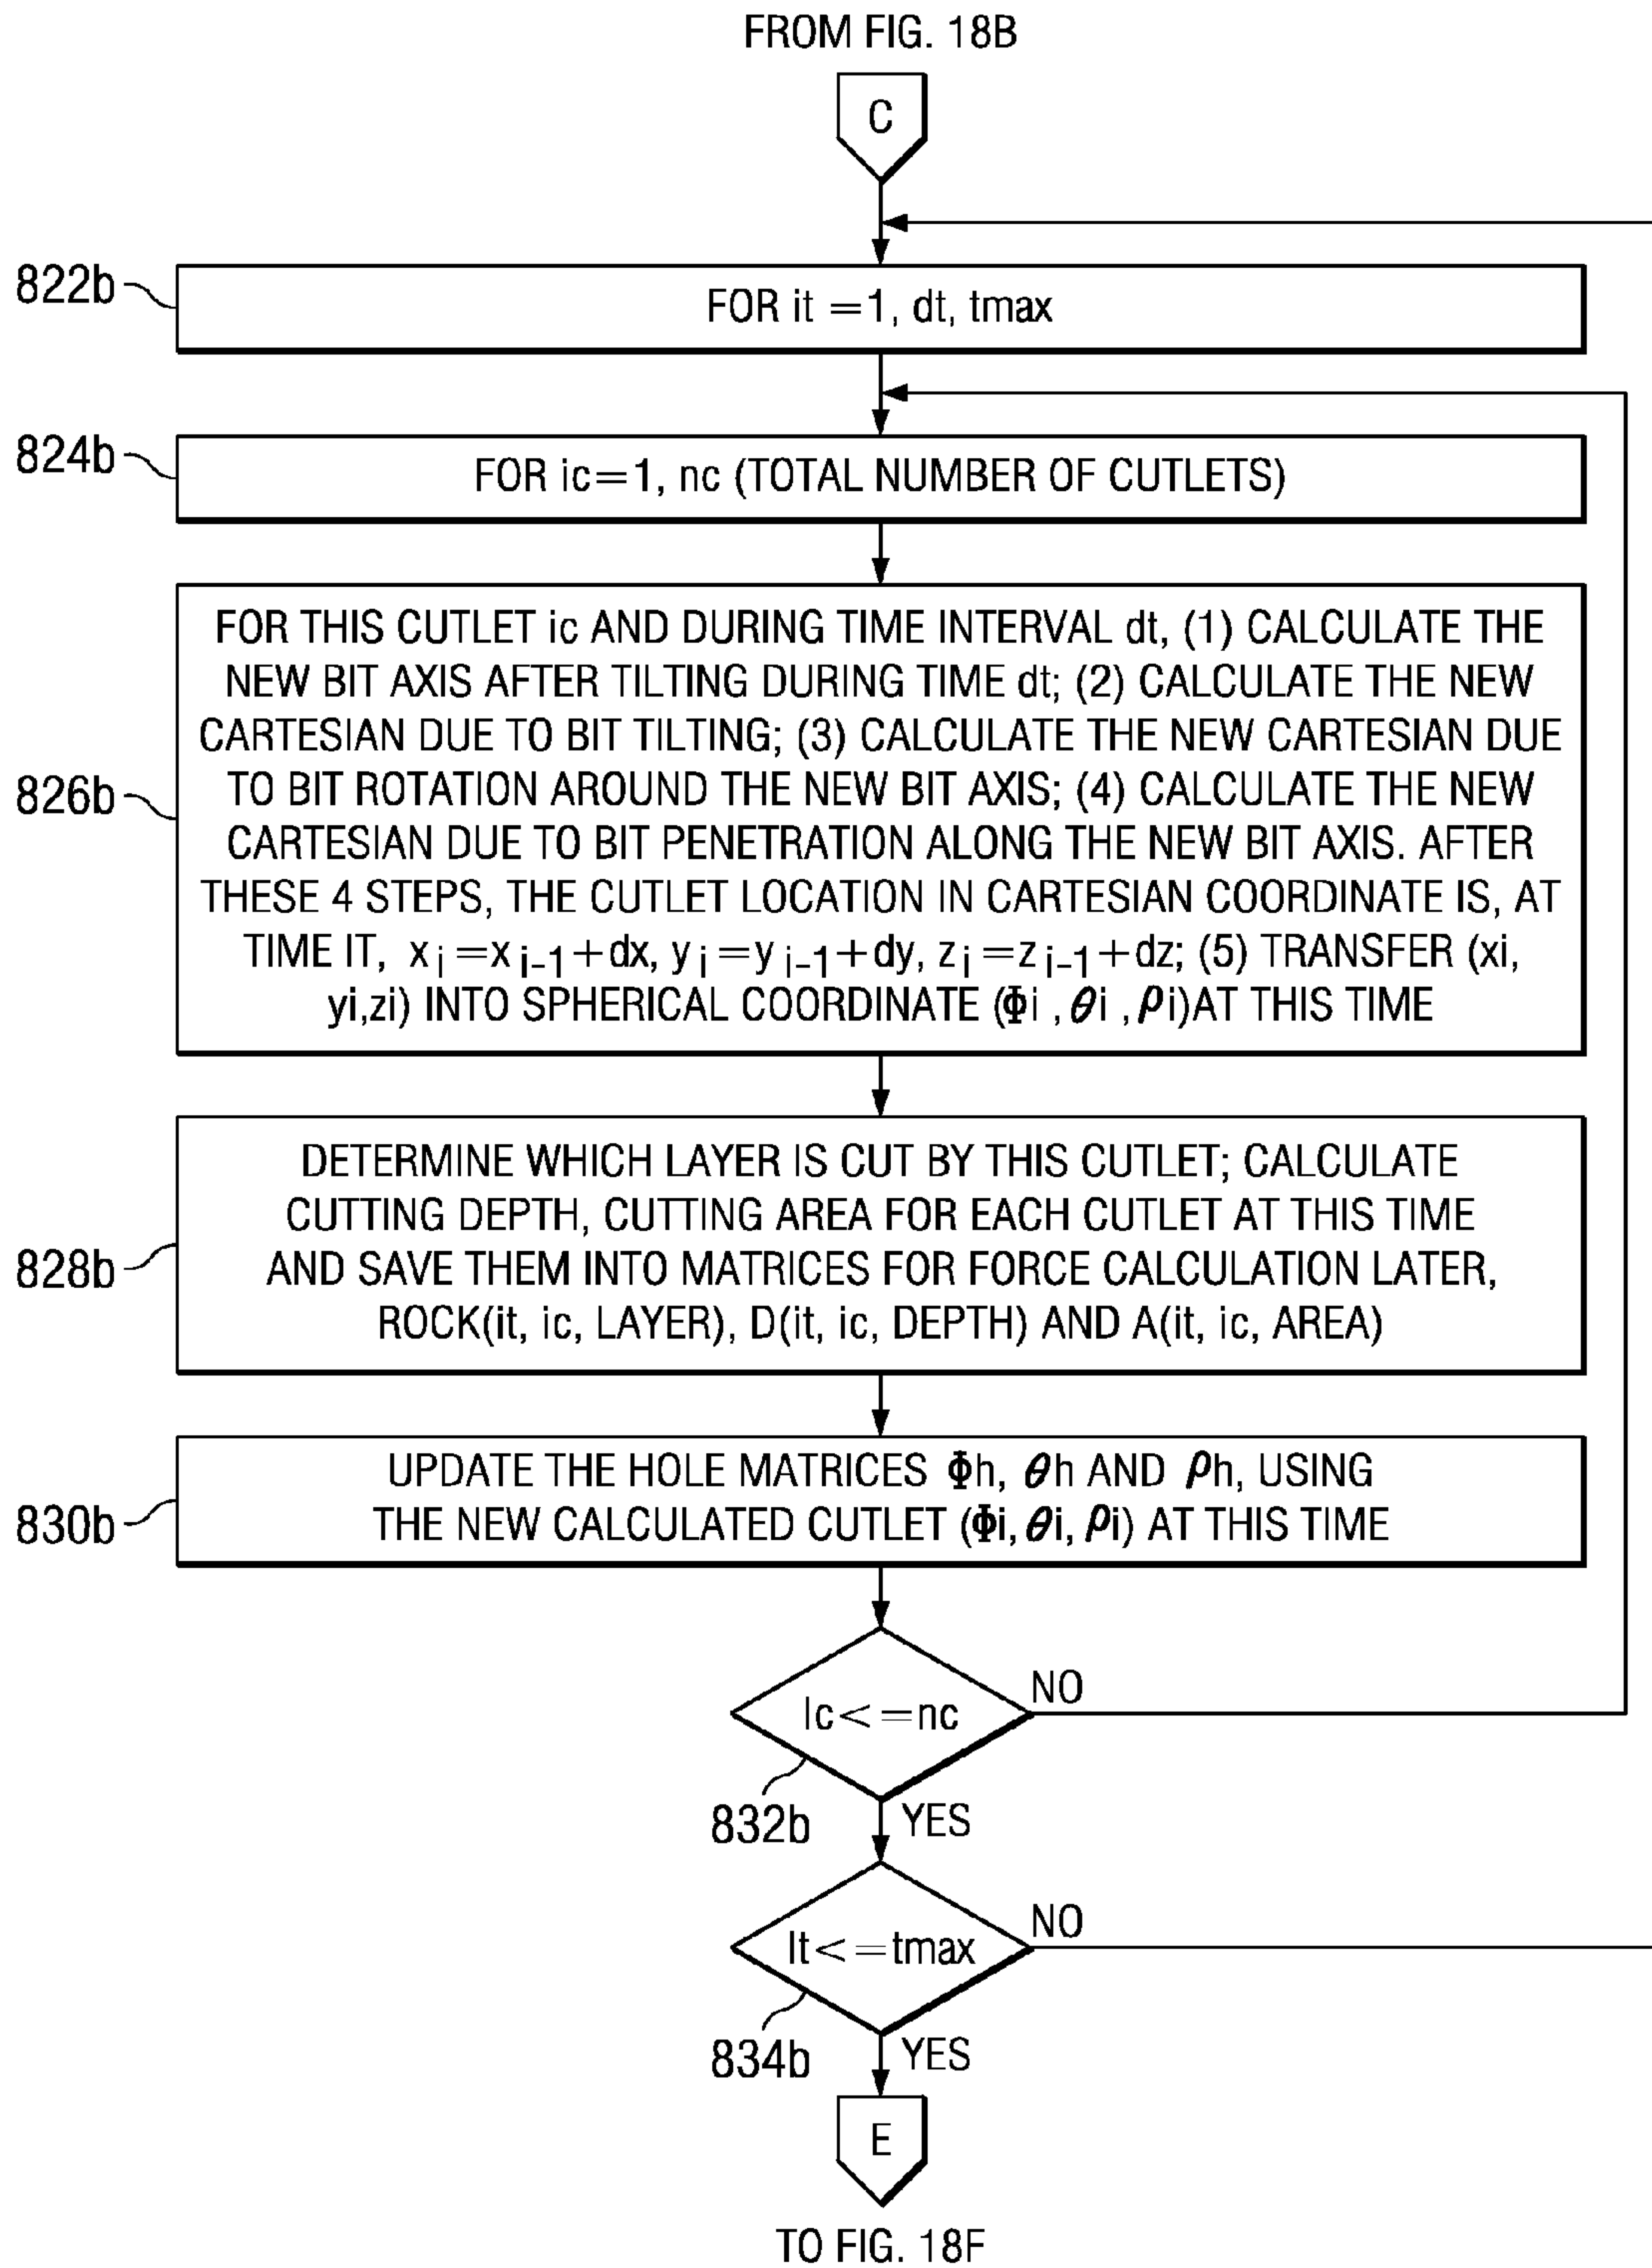 FROM FIG. 18B
C
822b
FOR it =1, dt, tmax
824b
FOR ic=1, nc (TOTAL NUMBER OF CUTLETS)
FOR THIS CUTLET ic AND DURING TIME INTERVAL dt, (1) CALCULATE THE
NEW BIT AXIS AFTER TILTING DURING TIME dt; (2) CALCULATE THE NEW
CARTESIAN DUE TO BIT TILTING; (3) CALCULATE THE NEW CARTESIAN DUE
826b
TO BIT ROTATION AROUND THE NEW BIT AXIS; (4) CALCULATE THE NEW
CARTESIAN DUE TO BIT PENETRATION ALONG THE NEW BIT AXIS. AFTER
THESE 4 STEPS, THE CUTLET LOCATION IN CARTESIAN COORDINATE IS, AT
TIME IT, x i =x i-1 +dx, y i =y i-1 +dy, z i =z i-1 +dz; (5) TRANSFER (xi,
yi,zi) INTO SPHERICAL COORDINATE (Φi , θi , ρi)AT THIS TIME
DETERMINE WHICH LAYER IS CUT BY THIS CUTLET; CALCULATE
CUTTING DEPTH, CUTTING AREA FOR EACH CUTLET AT THIS TIME
828b
AND SAVE THEM INTO MATRICES FOR FORCE CALCULATION LATER,
ROCK(it, ic, LAYER), D(it, ic, DEPTH) AND A(it, ic, AREA)
UPDATE THE HOLE MATRICES Φh, θh AND ρh, USING
830b
THE NEW CALCULATED CUTLET (Φi, θi, ρi) AT THIS TIME
Ic<=nc
NO
832b
YES
It<=tmax
NO
834b
YES
E
TO FIG. 18F